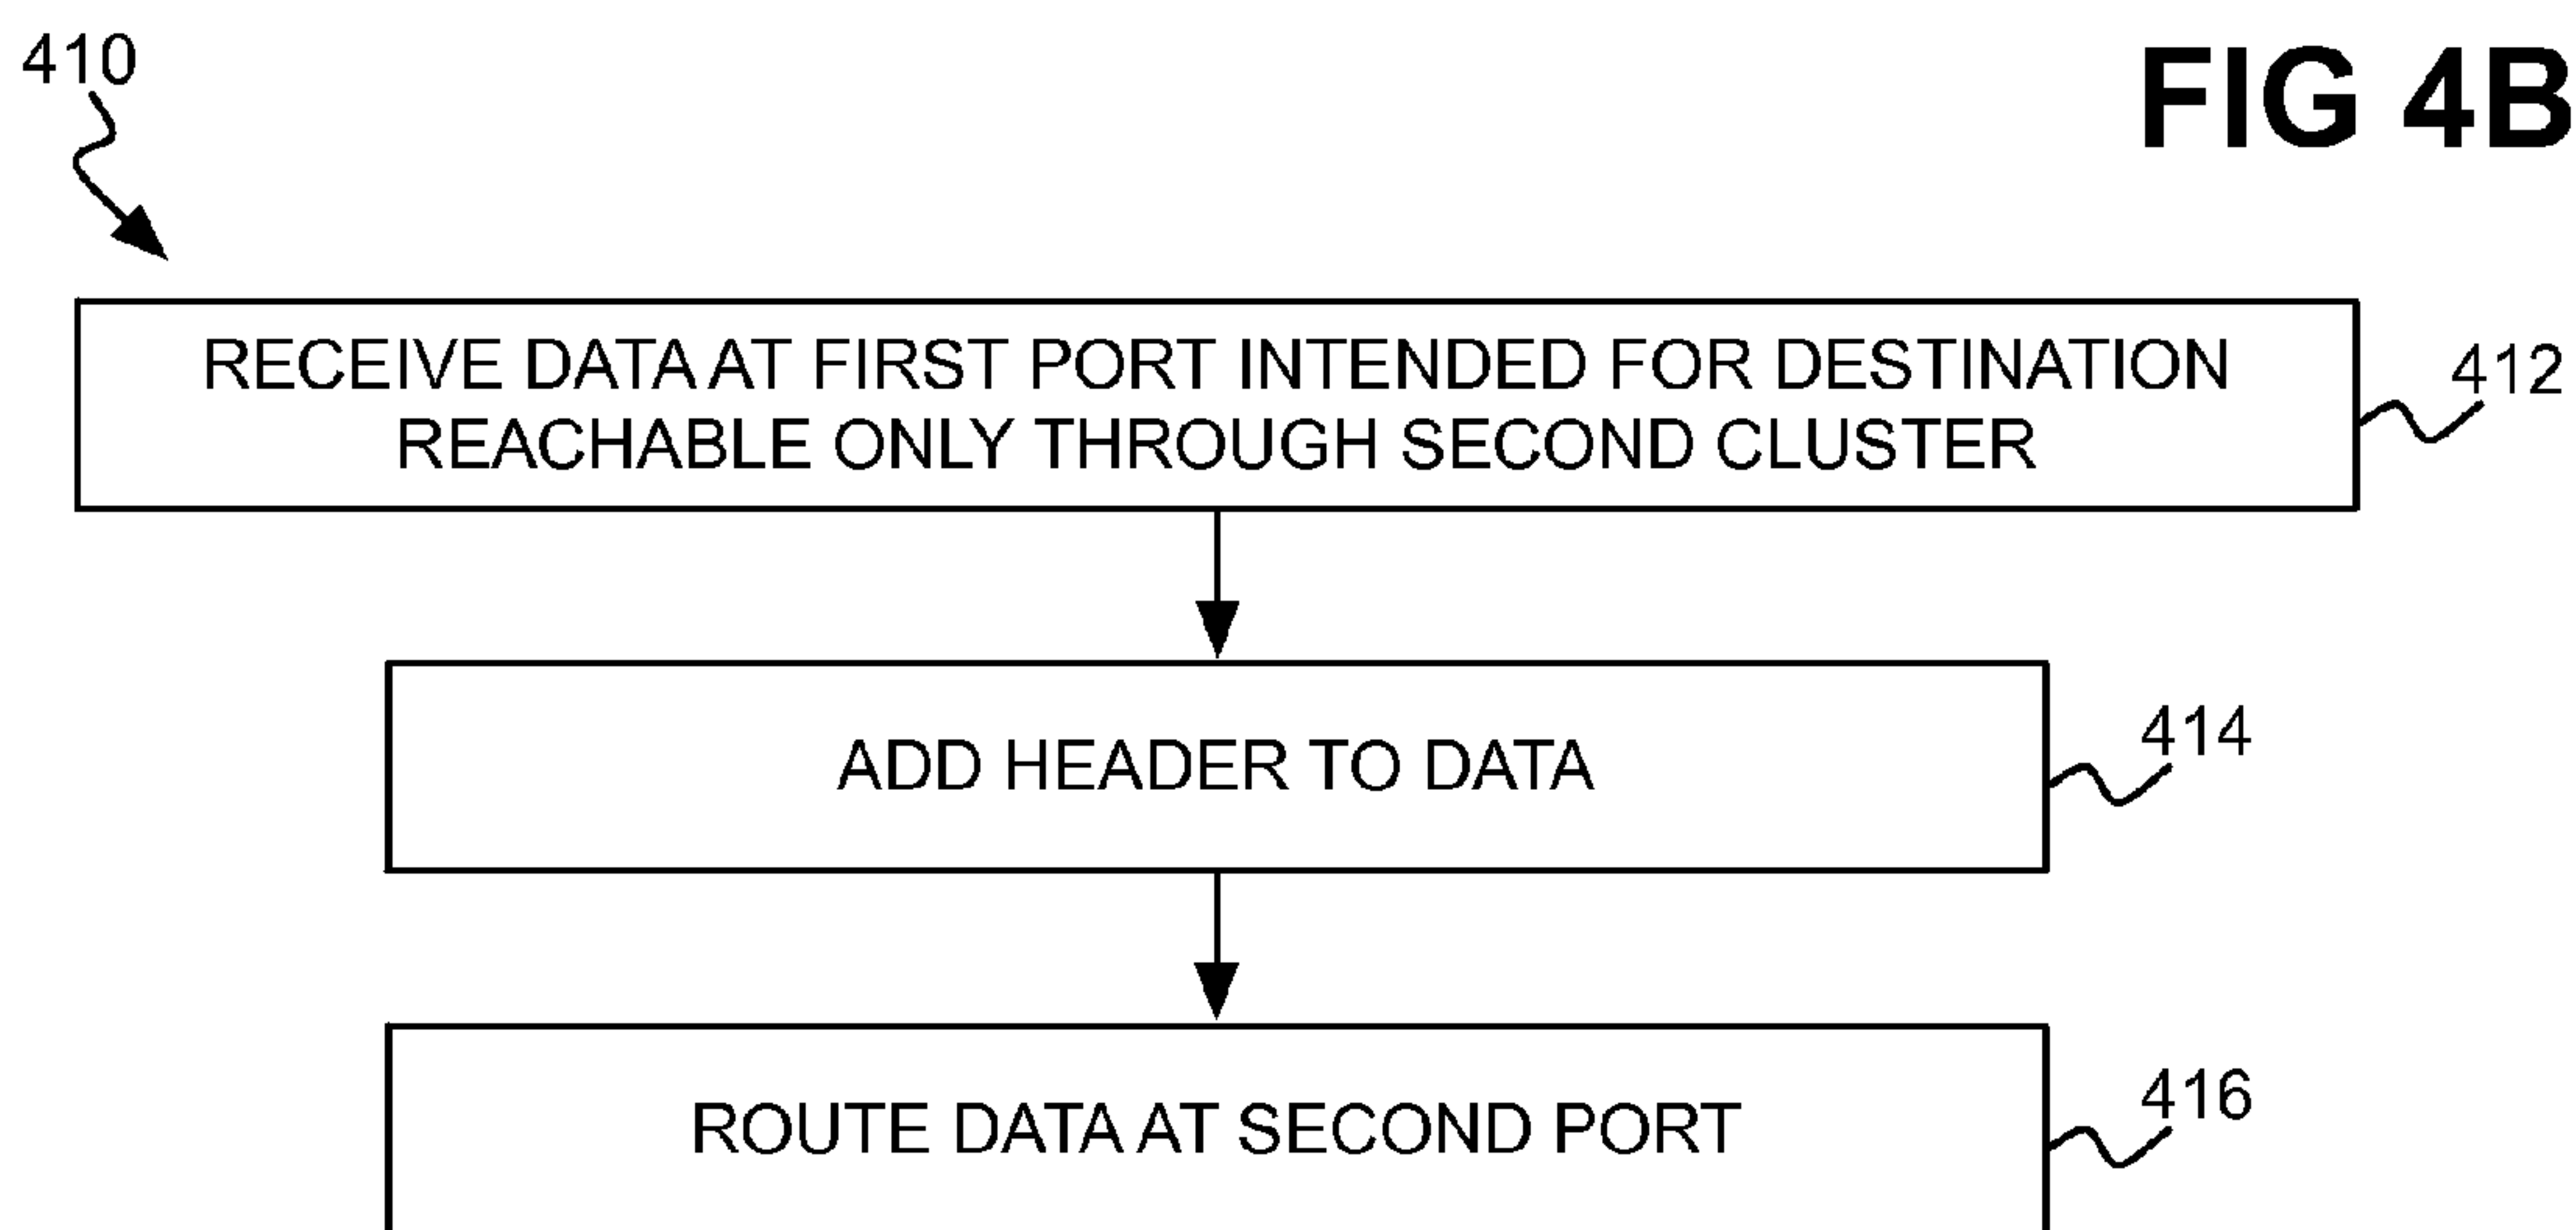 410
FIG 4B
RECEIVE DATA AT FIRST PORT INTENDED FOR DESTINATION
REACHABLE ONLY THROUGH SECOND CLUSTER
412
ADD HEADER TO DATA
414
ROUTE DATA AT SECOND PORT
416